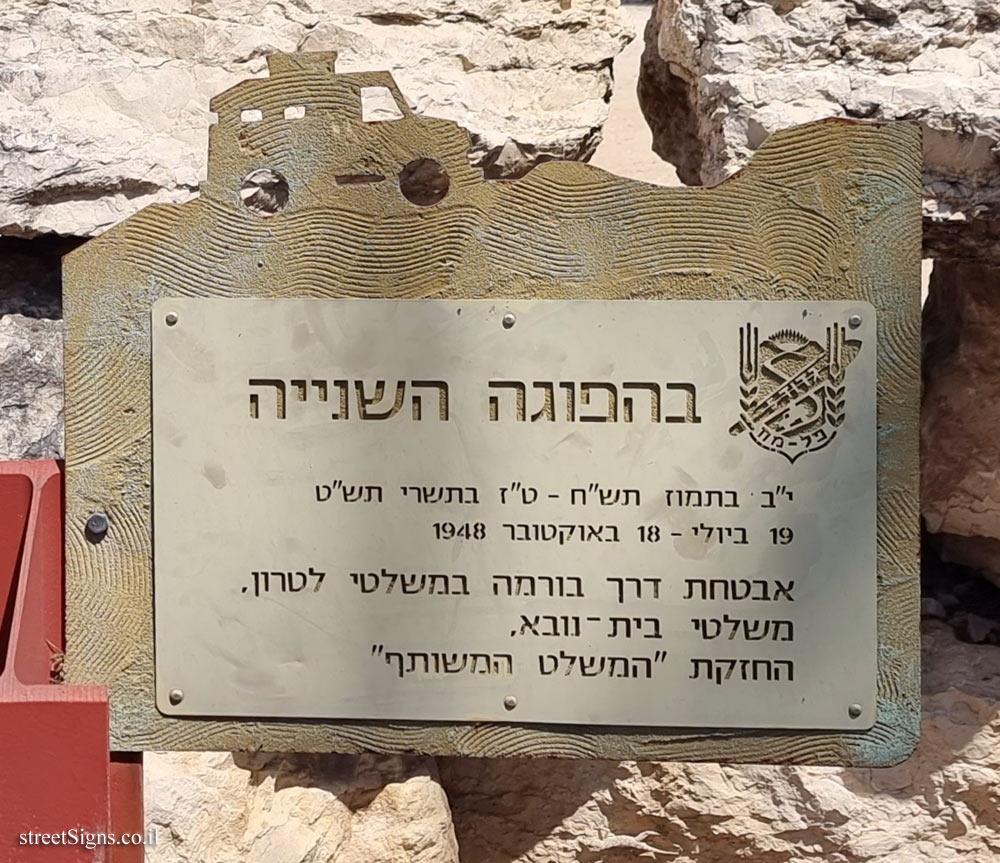 בהפוגה השנייה
פל-מח
י"ב בתמוז תש"ח - ט"ז בתשרי תש"ט
19 ביולי - 18 באוקטובר 1948
אבטחת דרך בורמה במשלטי לטרון,
משלטי בית-נובא,
החזקת "המשלט המשותף"
streetSigns.co.il